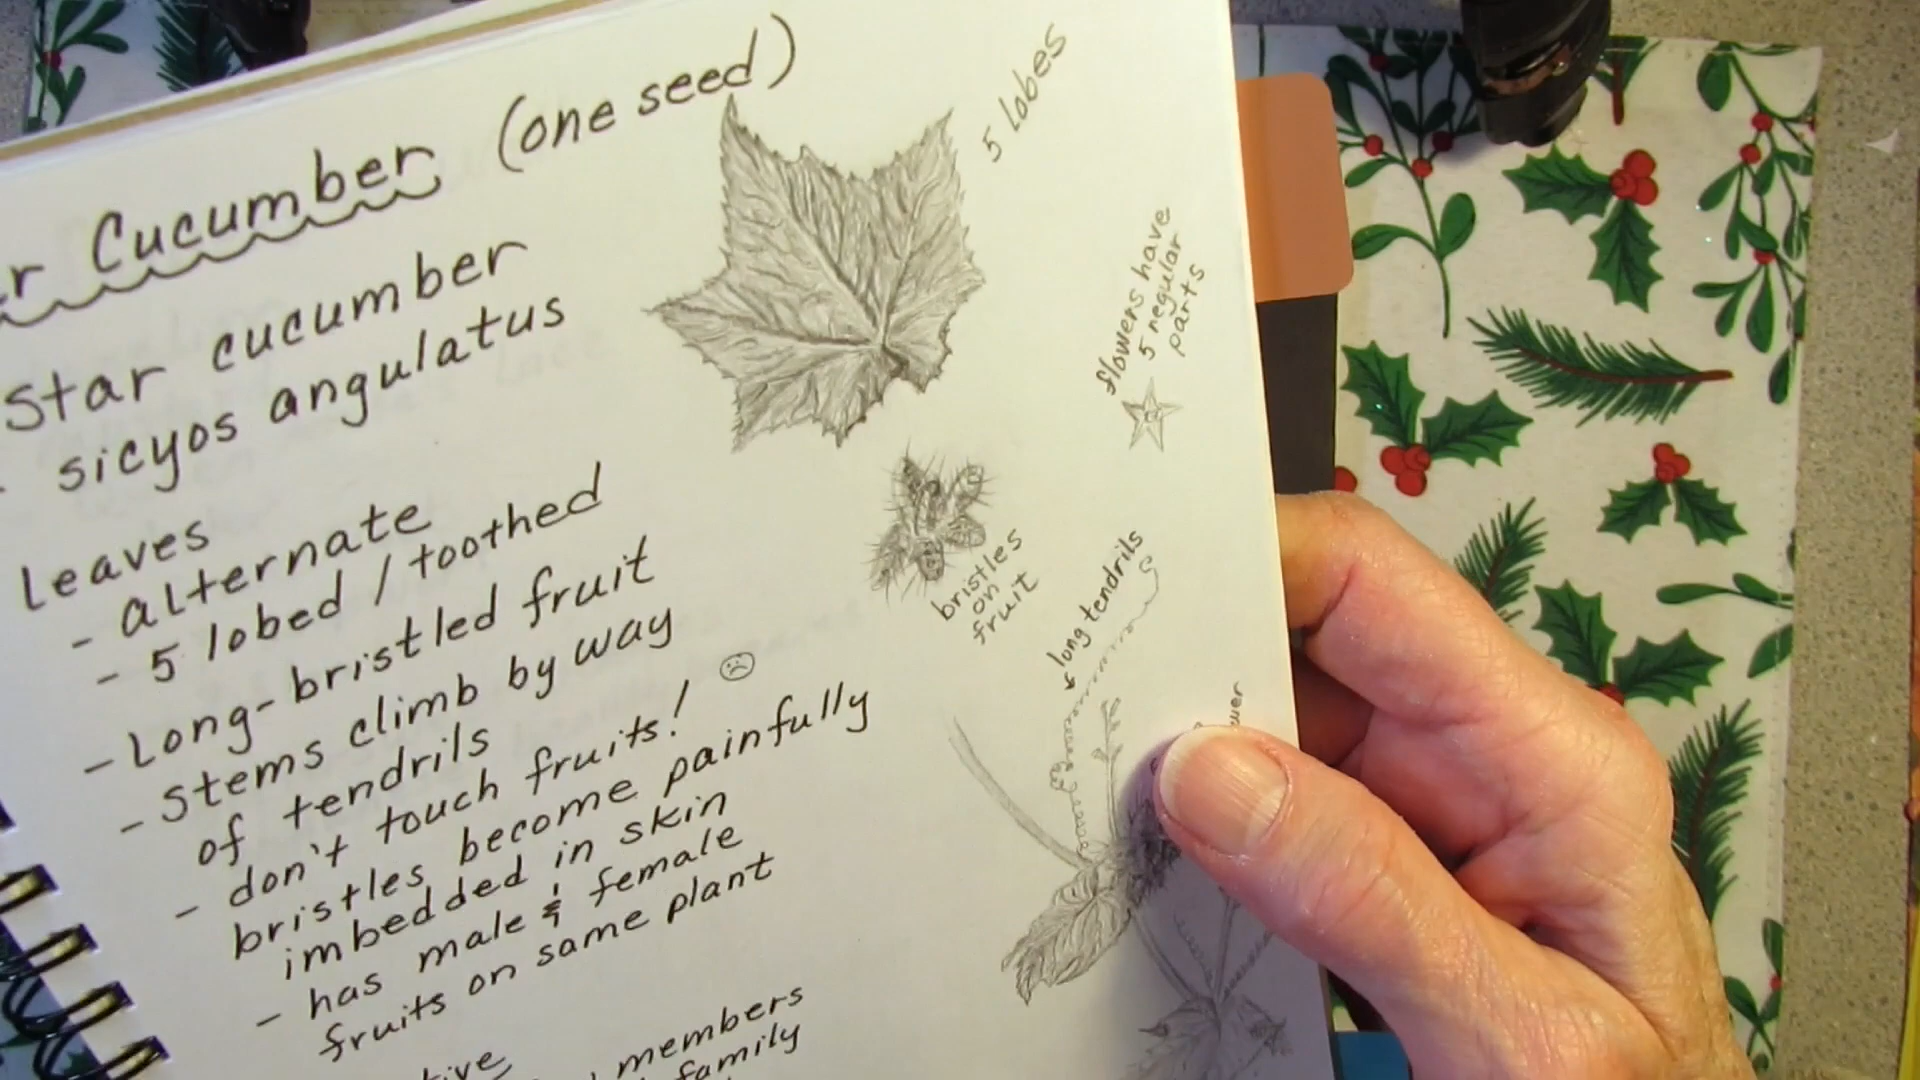 Cucumber (one seed)
Star cucumber
sicyos angulatus
leaves
- alternate
- 5 lobed / toothed
- long-bristled fruit
- stems climb by way
of tendrils
- don't touch fruits!
bristles become painfully
imbedded in skin
- has male & female
fruits on same plant
members
family
5 lobes
flowers have
5 regular
parts
bristles
on
fruit
long tendrils